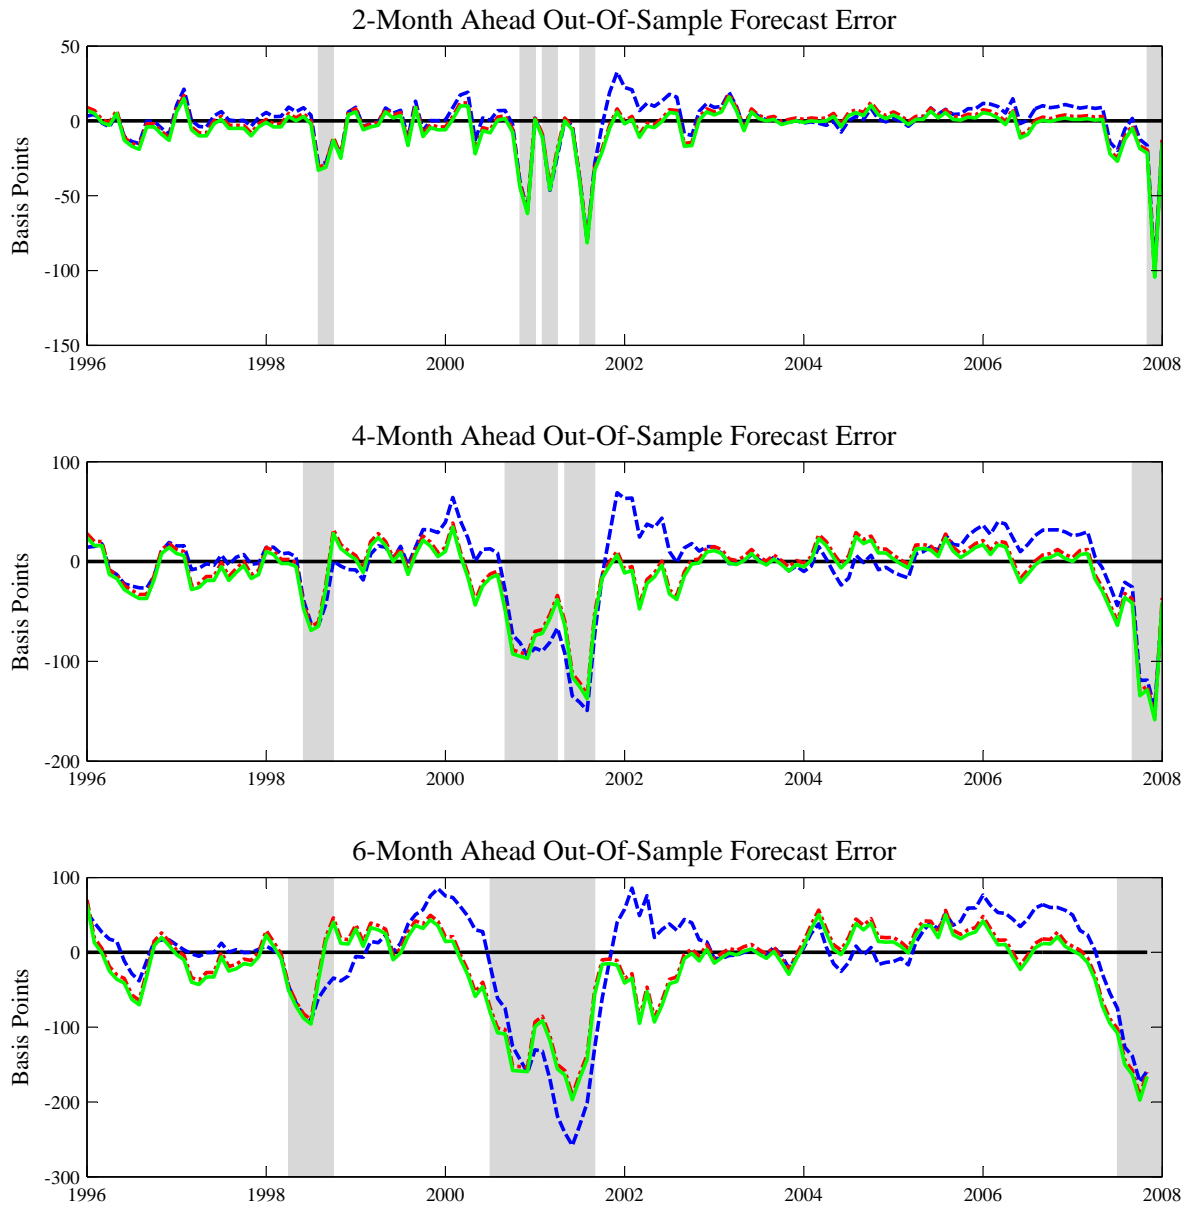 2-Month Ahead Out-Of-Sample Forecast Error
50
0
-50
-100
-150
Basis Points
1996 1998 2000 2002 2004 2006 2008
4-Month Ahead Out-Of-Sample Forecast Error
100
0
-100
-200
Basis Points
1996 1998 2000 2002 2004 2006 2008
6-Month Ahead Out-Of-Sample Forecast Error
100
0
-100
-200
-300
Basis Points
1996 1998 2000 2002 2004 2006 2008